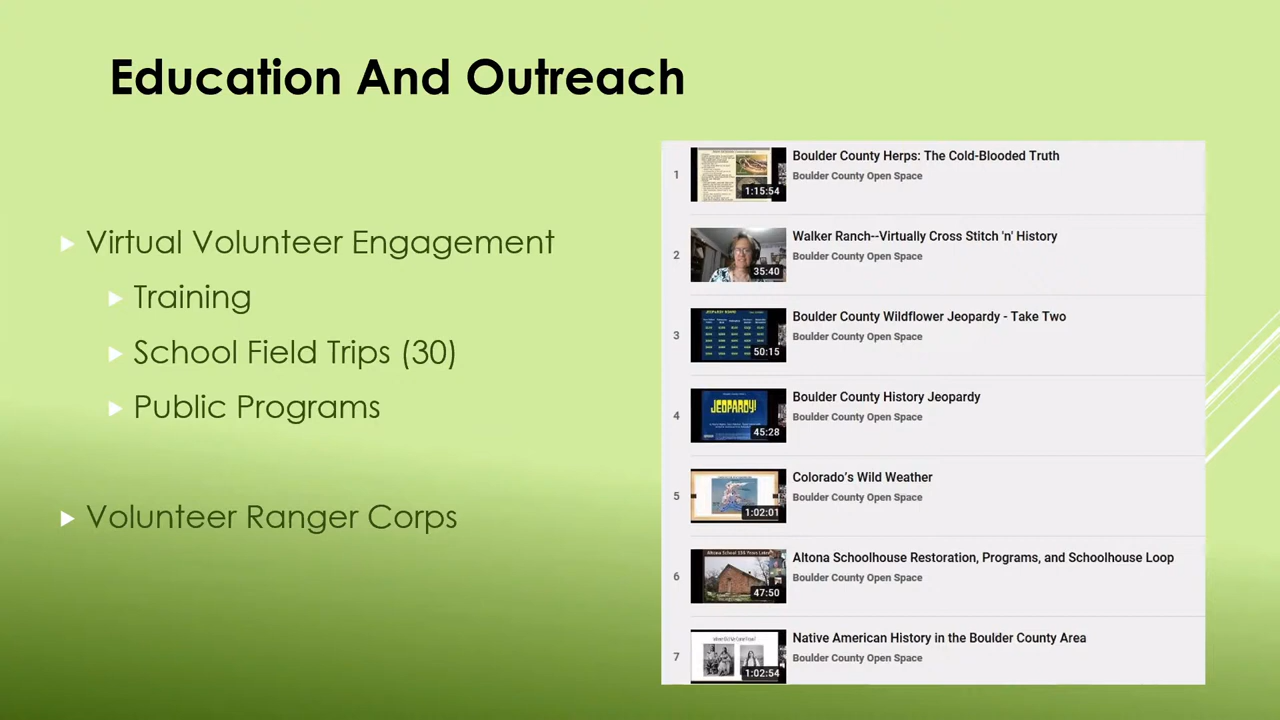 Education And Outreach
Virtual Volunteer Engagement
Training
School Field Trips (30)
Public Programs
Volunteer Ranger Corps
1
1:15:54
Boulder County Herps: The Cold-Blooded Truth
Boulder County Open Space
2
35:40
Walker Ranch--Virtually Cross Stitch 'n' History
Boulder County Open Space
3
50:15
Boulder County Wildflower Jeopardy - Take Two
Boulder County Open Space
4
JEOPARDY!
45:28
Boulder County History Jeopardy
Boulder County Open Space
5
1:02:01
Colorado’s Wild Weather
Boulder County Open Space
6
47:50
Altona Schoolhouse Restoration, Programs, and Schoolhouse Loop
Boulder County Open Space
7
1:02:54
Native American History in the Boulder County Area
Boulder County Open Space